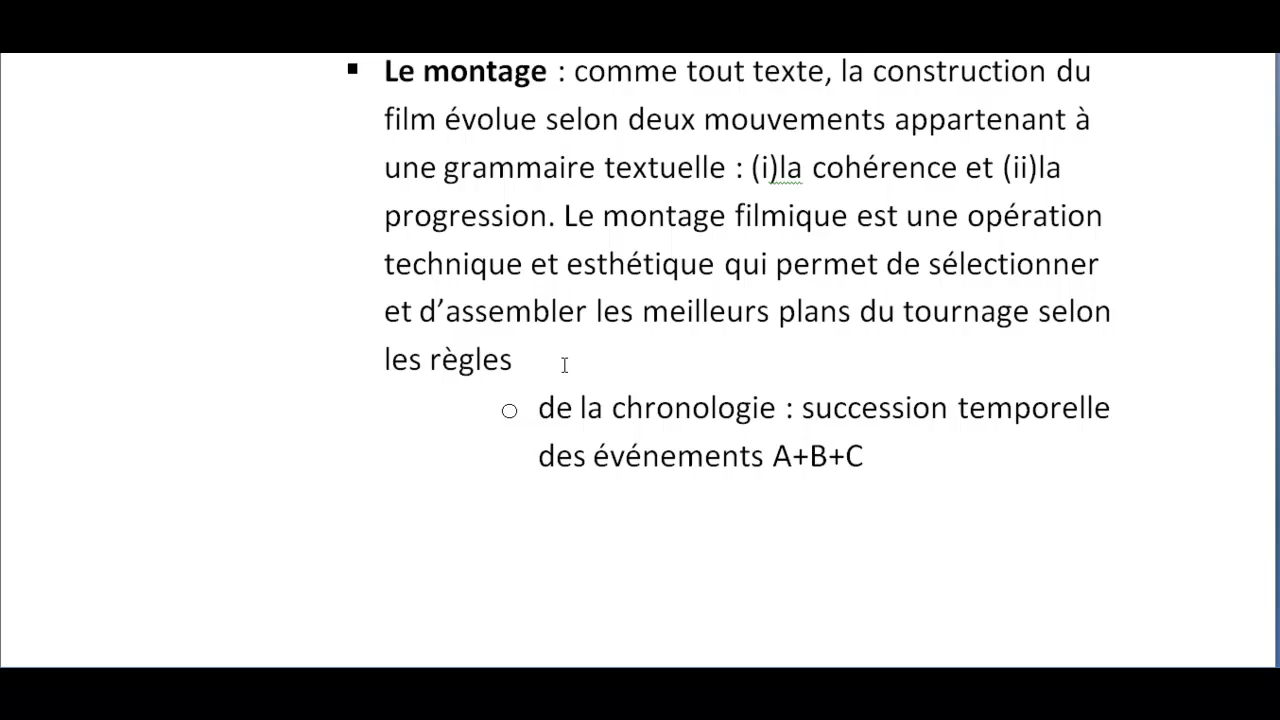 ▪ Le montage : comme tout texte, la construction du
film évolue selon deux mouvements appartenant à
une grammaire textuelle : (i)la cohérence et (ii)la
progression. Le montage filmique est une opération
technique et esthétique qui permet de sélectionner
et d’assembler les meilleurs plans du tournage selon
les règles
o de la chronologie : succession temporelle
des événements A+B+C